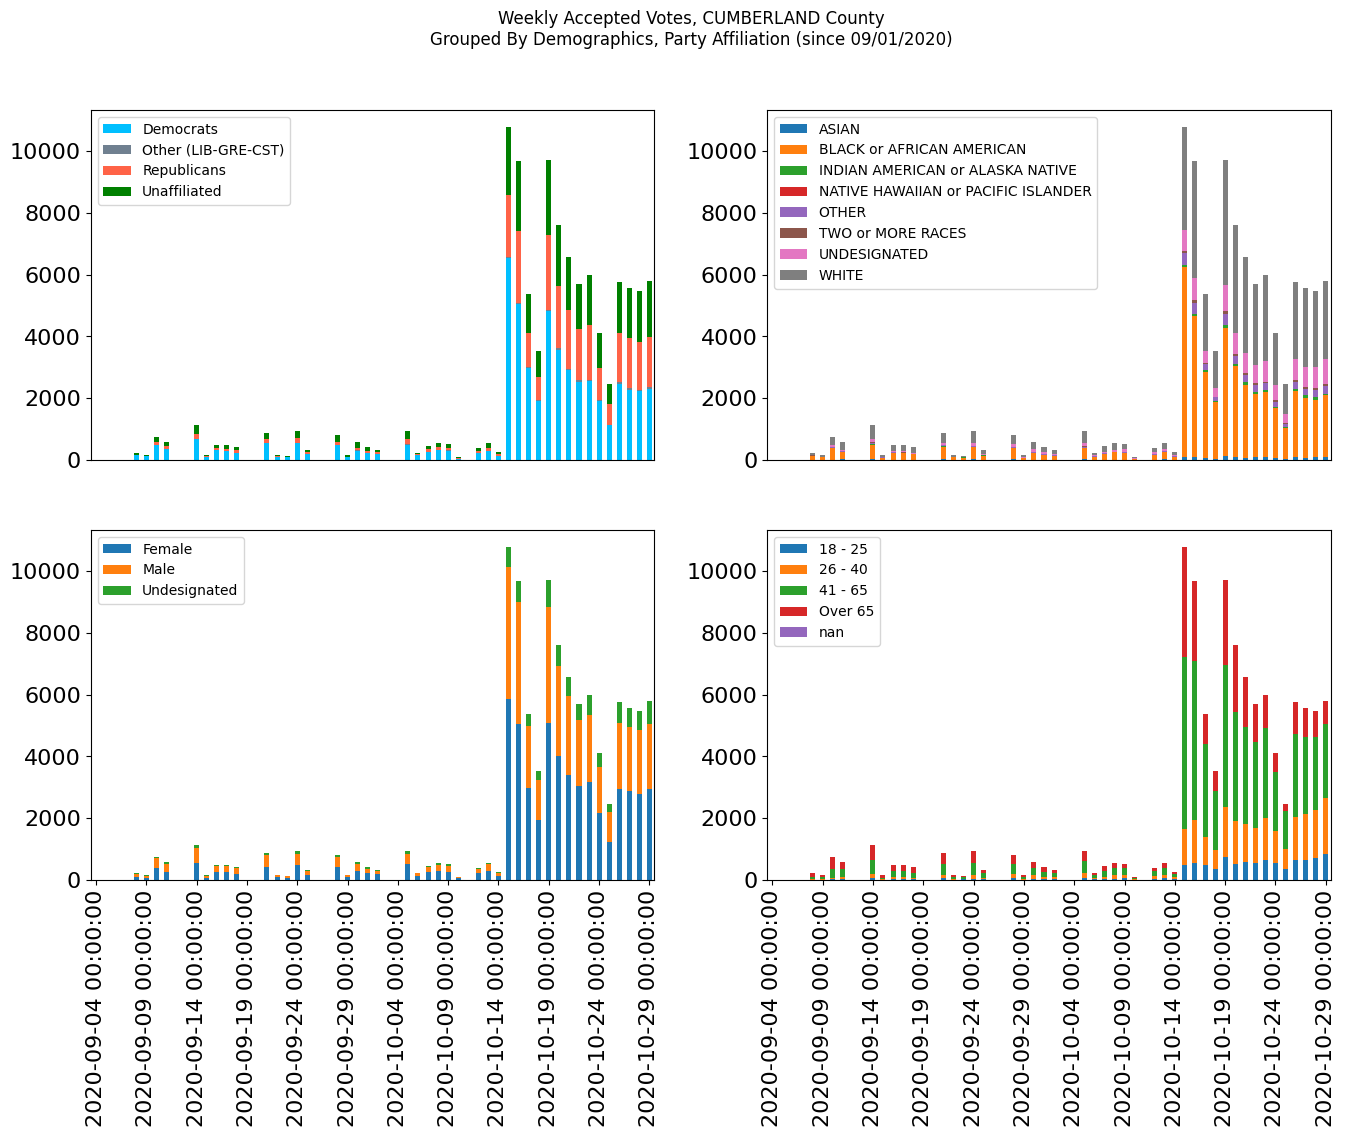 Weekly Accepted Votes, CUMBERLAND County
Grouped By Demographics, Party Affiliation (since 09/01/2020)
Democrats
Other (LIB-GRE-CST)
Republicans
Unaffiliated
10000
8000
6000
4000
2000
0
ASIAN
BLACK or AFRICAN AMERICAN
INDIAN AMERICAN or ALASKA NATIVE
NATIVE HAWAIIAN or PACIFIC ISLANDER
OTHER
TWO or MORE RACES
UNDESIGNATED
WHITE
10000
8000
6000
4000
2000
0
Female
Male
Undesignated
10000
8000
6000
4000
2000
0
2020-09-04 00:00:00
2020-09-09 00:00:00
2020-09-14 00:00:00
2020-09-19 00:00:00
2020-09-24 00:00:00
2020-09-29 00:00:00
2020-10-04 00:00:00
2020-10-09 00:00:00
2020-10-14 00:00:00
2020-10-19 00:00:00
2020-10-24 00:00:00
2020-10-29 00:00:00
18 - 25
26 - 40
41 - 65
Over 65
nan
10000
8000
6000
4000
2000
0
2020-09-04 00:00:00
2020-09-09 00:00:00
2020-09-14 00:00:00
2020-09-19 00:00:00
2020-09-24 00:00:00
2020-09-29 00:00:00
2020-10-04 00:00:00
2020-10-09 00:00:00
2020-10-14 00:00:00
2020-10-19 00:00:00
2020-10-24 00:00:00
2020-10-29 00:00:00